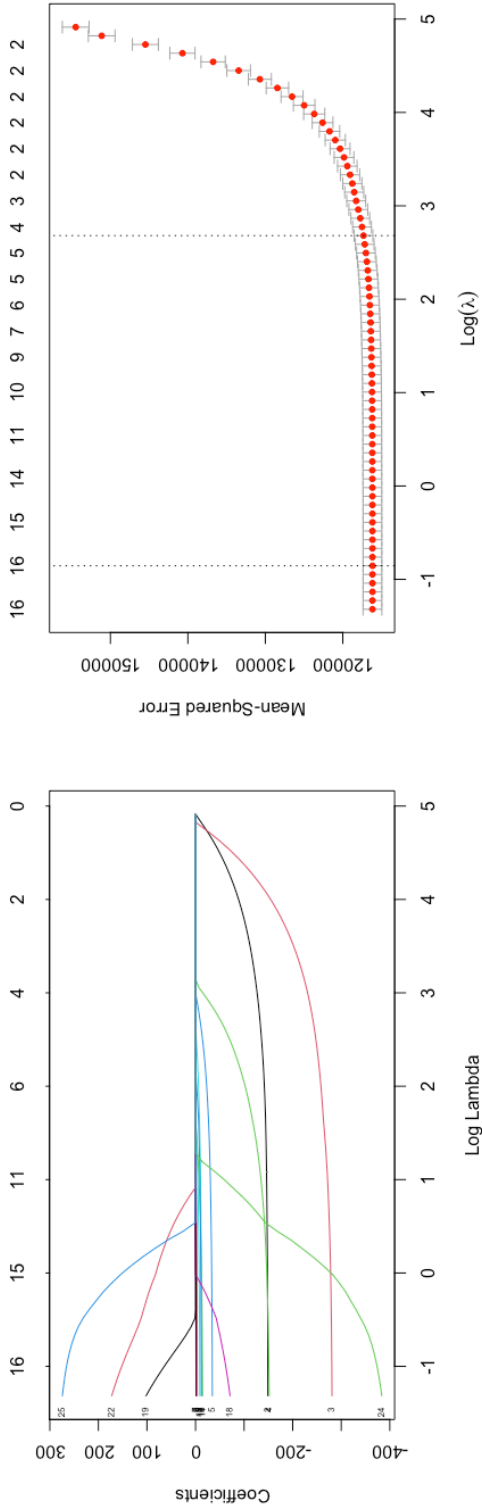 0 2 4 6 11 15 16
300
200
100
0
-200
-400
Coefficients
25
22
19
5
18
3
24
-1 0 1 2 3 4 5
Log Lambda
16 16 15 14 11 10 9 7 6 5 5 4 3 2 2 2 2 2
150000
140000
130000
120000
Mean-Squared Error
-1 0 1 2 3 4 5
Log(λ)